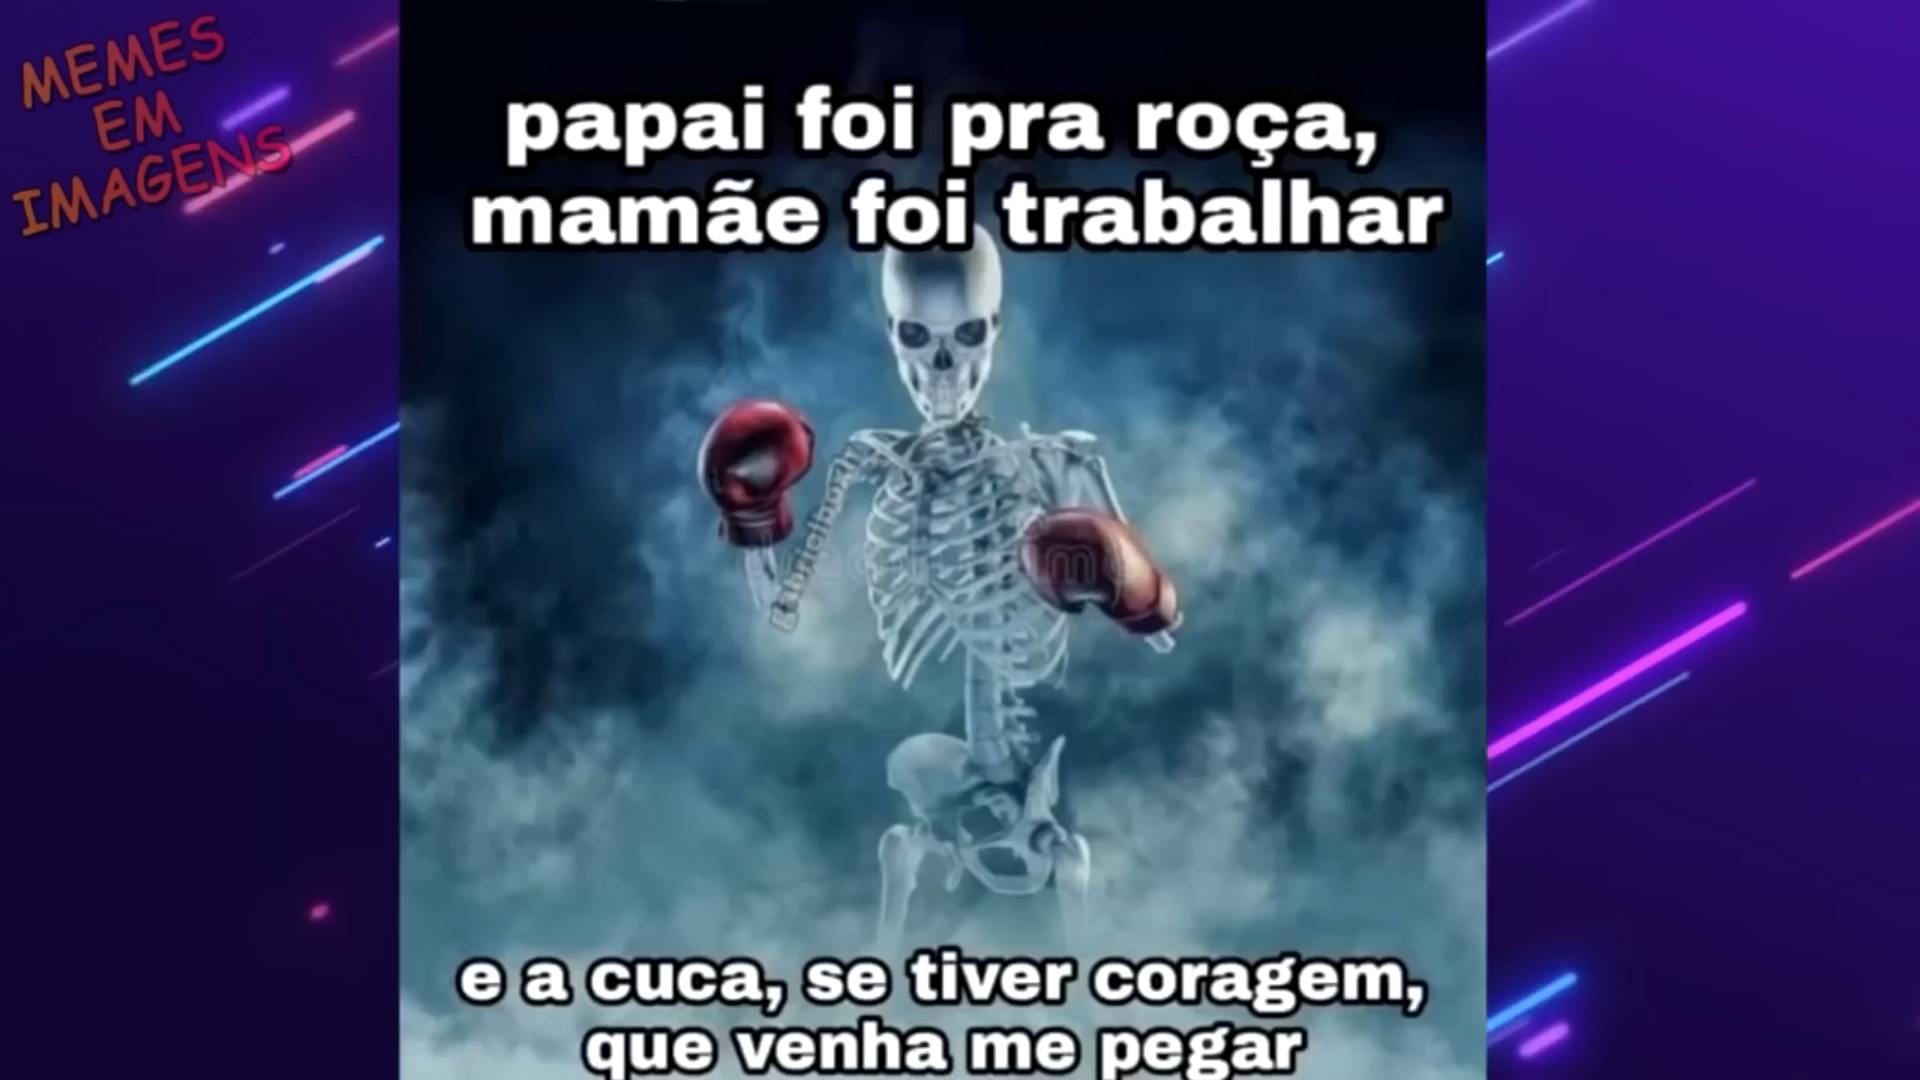 MEMES
EM
IMAGENS
papai foi pra roça,
mamãe foi trabalhar
e a cuca, se tiver coragem,
que venha me pegar